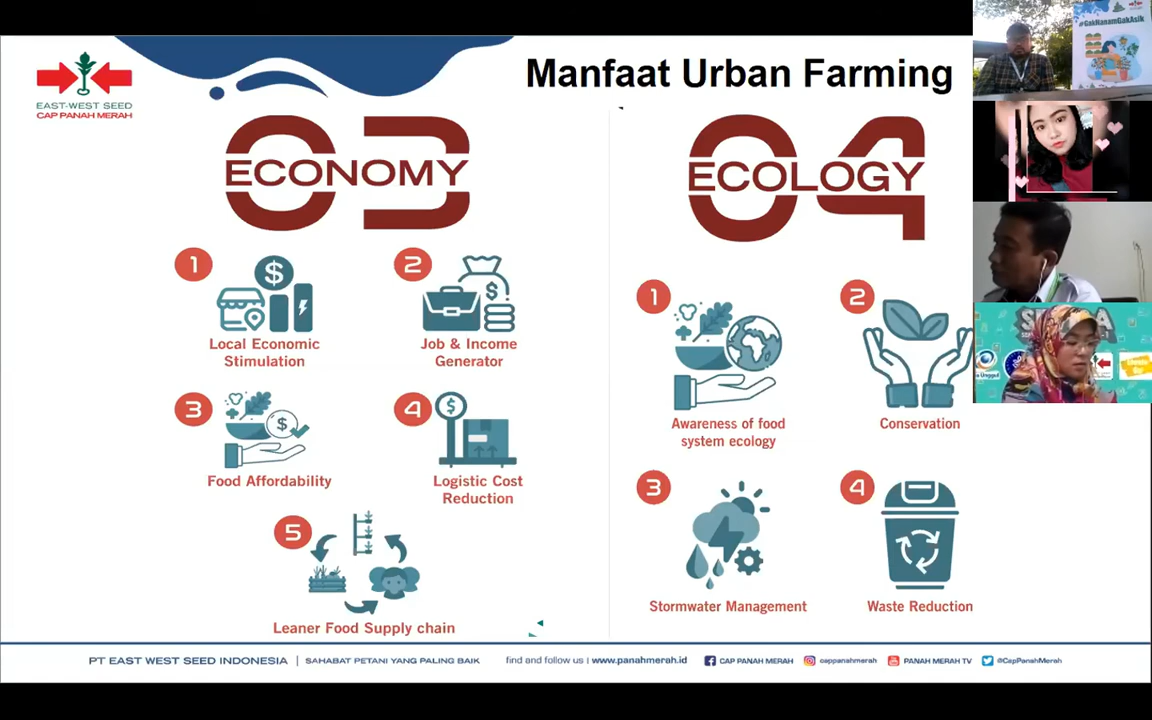 EAST-WEST SEED
CAP PANAH MERAH
Manfaat Urban Farming
03
ECONOMY
1
Local Economic
Stimulation
2
Job & Income
Generator
3
Food Affordability
4
Logistic Cost
Reduction
5
Leaner Food Supply chain
04
ECOLOGY
1
Awareness of food
system ecology
2
Conservation
3
Stormwater Management
4
Waste Reduction
#GakNanamGakAsik
PT EAST WEST SEED INDONESIA | SAHABAT PETANI YANG PALING BAIK find and follow us | www.panahmerah.id CAP PANAH MERAH cappanahmerah PANAH MERAH TV @CapPanahMerah